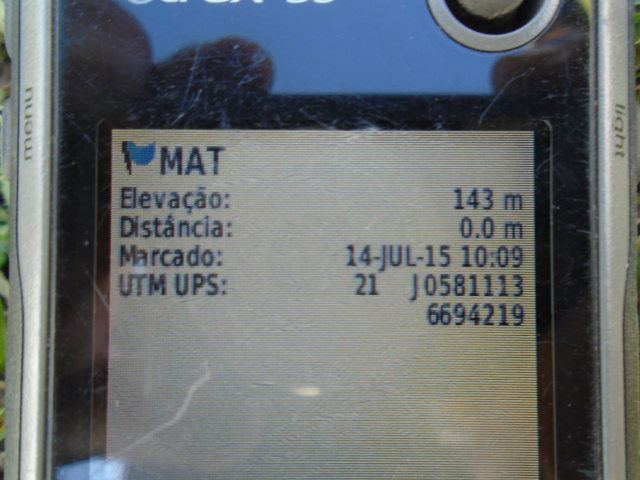 menu
light
MAT
Elevação: 143 m
Distância: 0.0 m
Marcado: 14-JUL-15 10:09
UTM UPS: 21 J 0581113
6694219